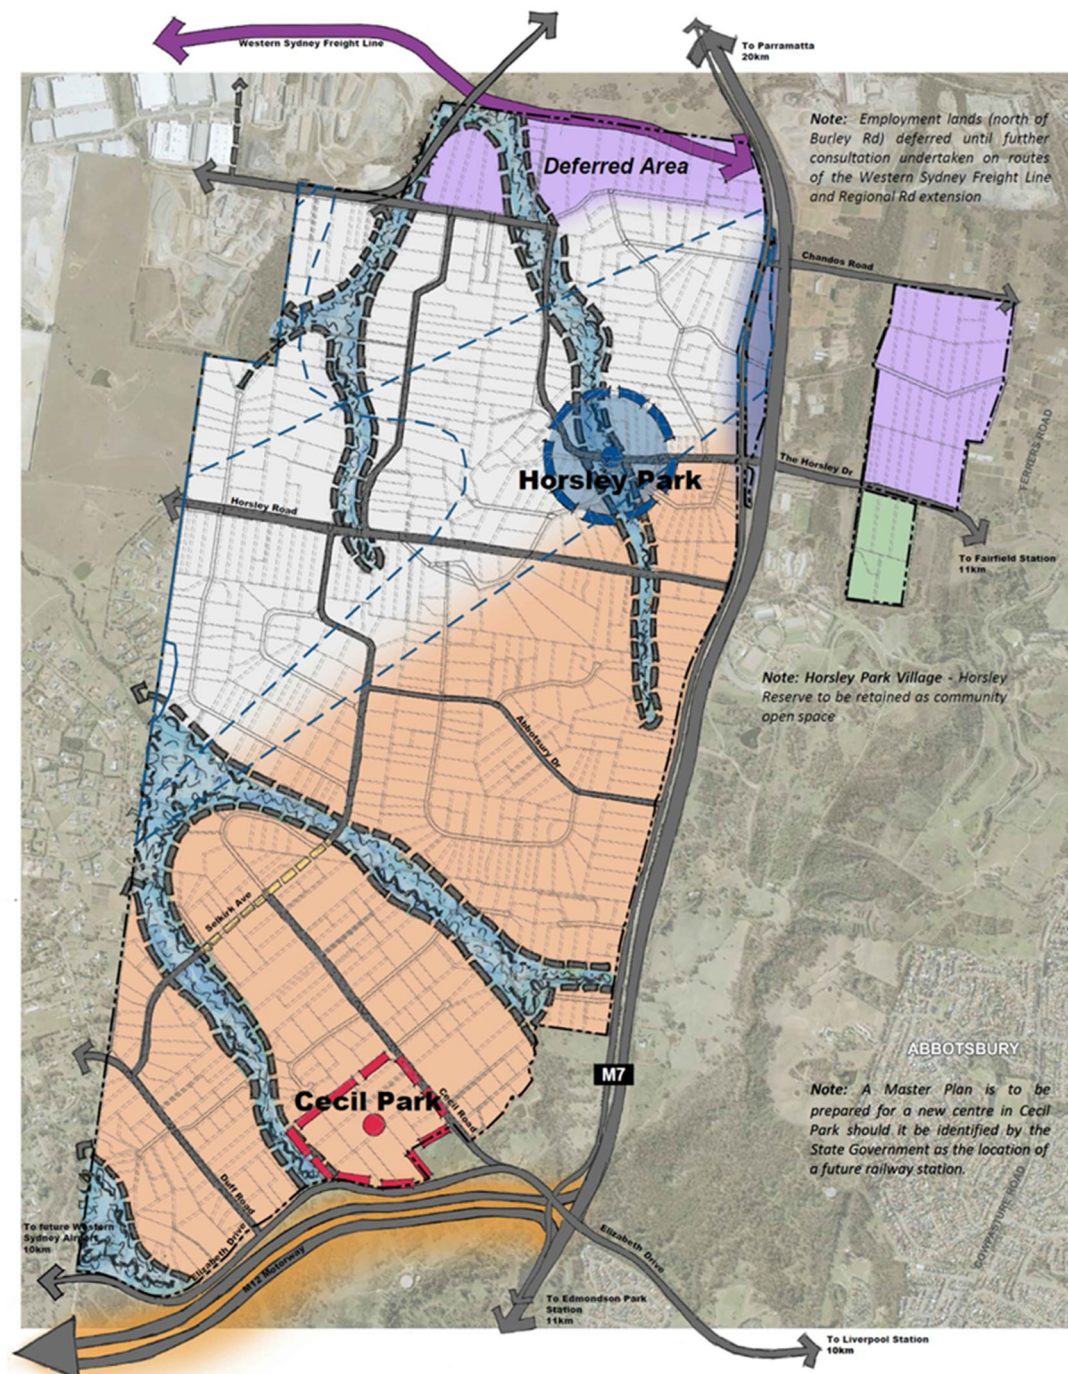 Western Sydney Freight Line
To Parramatta
20km
Note: Employment lands (north of
Burley Rd) deferred until further
consultation undertaken on routes
of the Western Sydney Freight Line
and Regional Rd extension
Deferred Area
Chandos Road
FERRERS ROAD
The Horsley Dr
Horsley Park
Horsley Road
To Fairfield Station
11km
Note: Horsley Park Village - Horsley
Reserve to be retained as community
open space
Abbotsury Dr
Selkirk Ave
ABBOTSBURY
M7
Note: A Master Plan is to be
prepared for a new centre in Cecil
Park should it be identified by the
State Government as the location of
a future railway station.
Cecil Park
Cecil Road
Duff Road
COWPASTURE ROAD
To future Western
Sydney Airport
10km
Elizabeth Drive
M12 Motorway
Elizabeth Drive
To Edmondson Park
Station
11km
To Liverpool Station
10km